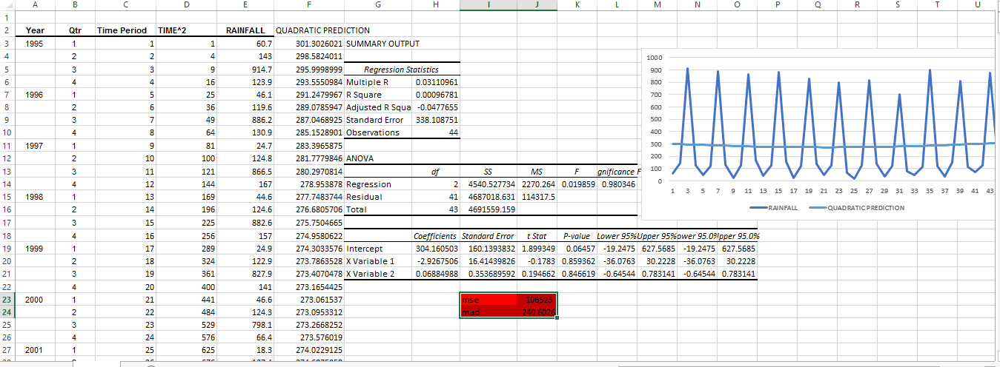 A B C D E F G H I J K L M N O P Q R S T U
1
2 Year Qtr Time Period TIME^2 RAINFALL QUADRATIC PREDICTION
3 1995 1 1 1 60.7 301.3026021 SUMMARY OUTPUT
4 2 2 4 143 298.5824011
5 3 3 9 914.7 295.9998999 Regression Statistics
6 4 4 16 123.9 293.5550984 Multiple R 0.03110961
7 1996 1 5 25 46.1 291.2479967 R Square 0.00096781
8 2 6 36 119.6 289.0785947 Adjusted R Squa -0.0477655
9 3 7 49 886.2 287.0468925 Standard Error 338.108751
10 4 8 64 130.9 285.1528901 Observations 44
11 1997 1 9 81 24.7 283.3965875
12 2 10 100 124.8 281.7779846 ANOVA
13 3 11 121 866.5 280.2970814 df SS MS F gnificance F
14 4 12 144 167 278.953878 Regression 2 4540.527734 2270.264 0.019859 0.980346
15 1998 1 13 169 44.6 277.7483744 Residual 41 4687018.631 114317.5
16 2 14 196 124.6 276.6805706 Total 43 4691559.159
17 3 15 225 882.6 275.7504665
18 4 16 256 157 274.9580622 Coefficients Standard Error t Stat P-value Lower 95% Upper 95% ower 95.0% Ipper 95.0%
19 1999 1 17 289 24.9 274.3033576 Intercept 304.160503 160.1393832 1.899349 0.06457 -19.2475 627.5685 -19.2475 627.5685
20 2 18 324 122.9 273.7863528 X Variable 1 -2.9267506 16.41439826 -0.1783 0.859362 -36.0763 30.2228 -36.0763 30.2228
21 3 19 361 827.9 273.4070478 X Variable 2 0.06884988 0.353689592 0.194662 0.846619 -0.64544 0.783141 -0.64544 0.783141
22 4 20 400 141 273.1654425
23 2000 1 21 441 46.6 273.061537 mse 106523
24 2 22 484 124.3 273.0953312 mad 240.6026
25 3 23 529 798.1 273.2668252
26 4 24 576 66.4 273.576019
27 2001 1 25 625 18.3 274.0229125
1000
900
800
700
600
500
400
300
200
100
0
1 3 5 7 9 11 13 15 17 19 21 23 25 27 29 31 33 35 37 39 41 43
RAINFALL QUADRATIC PREDICTION